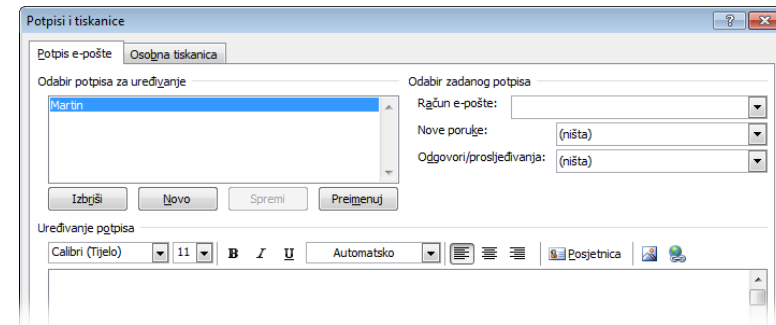 Potpisi i tiskanice
Potpis e-pošte Osobna tiskanica
Odabir potpisa za uređivanje
Martin
Izbriši Novo Spremi Preimenuj
Odabir zadanog potpisa
Račun e-pošte:
Nove poruke: (ništa)
Odgovori/prosljeđivanja: (ništa)
Uređivanje potpisa
Calibri (Tijelo) 11 B I U Automatsko Posjetnica